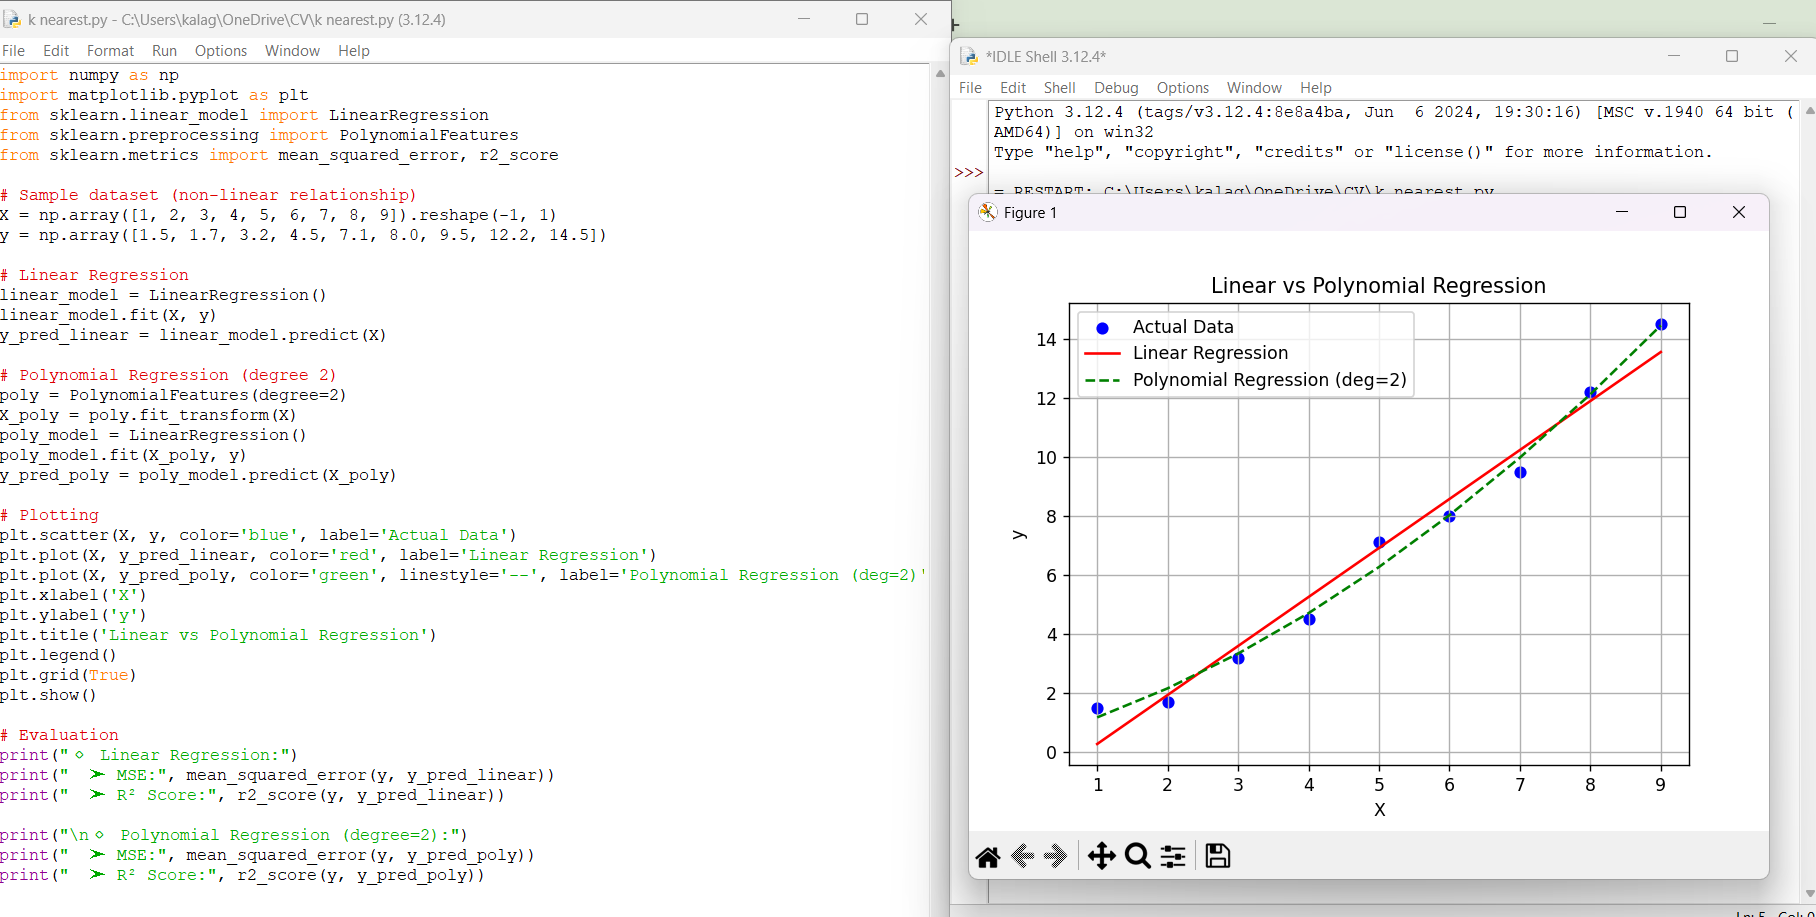 k nearest.py - C:\Users\kalag\OneDrive\CV\k nearest.py (3.12.4)
File Edit Format Run Options Window Help
import numpy as np
import matplotlib.pyplot as plt
from sklearn.linear_model import LinearRegression
from sklearn.preprocessing import PolynomialFeatures
from sklearn.metrics import mean_squared_error, r2_score
# Sample dataset (non-linear relationship)
X = np.array([1, 2, 3, 4, 5, 6, 7, 8, 9]).reshape(-1, 1)
y = np.array([1.5, 1.7, 3.2, 4.5, 7.1, 8.0, 9.5, 12.2, 14.5])
# Linear Regression
linear_model = LinearRegression()
linear_model.fit(X, y)
y_pred_linear = linear_model.predict(X)
# Polynomial Regression (degree 2)
poly = PolynomialFeatures(degree=2)
X_poly = poly.fit_transform(X)
poly_model = LinearRegression()
poly_model.fit(X_poly, y)
y_pred_poly = poly_model.predict(X_poly)
# Plotting
plt.scatter(X, y, color='blue', label='Actual Data')
plt.plot(X, y_pred_linear, color='red', label='Linear Regression')
plt.plot(X, y_pred_poly, color='green', linestyle='--', label='Polynomial Regression (deg=2)'
plt.xlabel('X')
plt.ylabel('y')
plt.title('Linear vs Polynomial Regression')
plt.legend()
plt.grid(True)
plt.show()
# Evaluation
print("⋄ Linear Regression:")
print("  ➤ MSE:", mean_squared_error(y, y_pred_linear))
print("  ➤ R² Score:", r2_score(y, y_pred_linear))
print("\n⋄ Polynomial Regression (degree=2):")
print("  ➤ MSE:", mean_squared_error(y, y_pred_poly))
print("  ➤ R² Score:", r2_score(y, y_pred_poly))
*IDLE Shell 3.12.4*
File Edit Shell Debug Options Window Help
Python 3.12.4 (tags/v3.12.4:8e8a4ba, Jun  6 2024, 19:30:16) [MSC v.1940 64 bit (
AMD64)] on win32
Type "help", "copyright", "credits" or "license()" for more information.
>>>
= RESTART: C:\Users\kalag\OneDrive\CV\k nearest.py
Figure 1
Linear vs Polynomial Regression
Actual Data
Linear Regression
Polynomial Regression (deg=2)
14
12
10
8
6
4
2
0
y
1 2 3 4 5 6 7 8 9
X